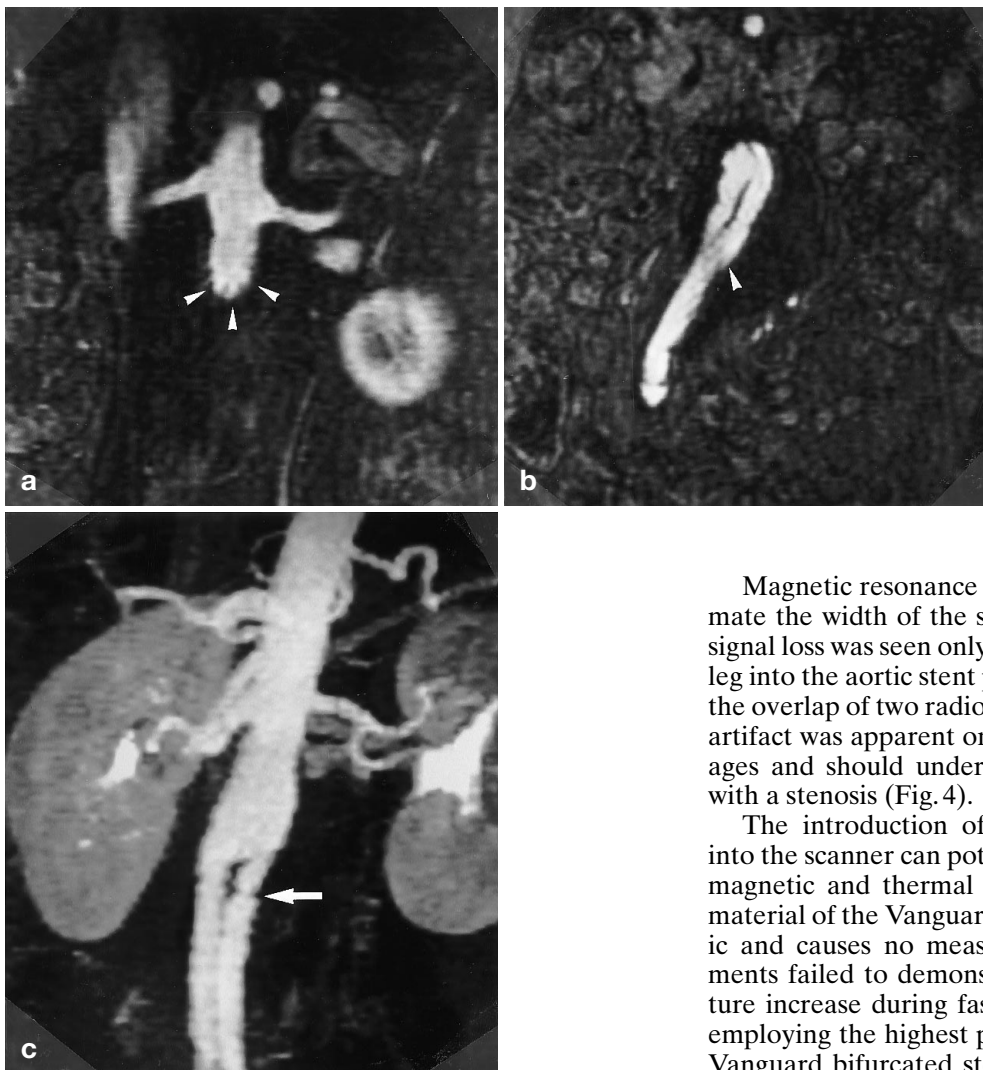 a
b
c
Magnetic resonance
mate the width of the s
signal loss was seen only
leg into the aortic stent
the overlap of two radio
artifact was apparent or
ages and should under
with a stenosis (Fig. 4).
The introduction of
into the scanner can pot
magnetic and thermal
material of the Vanguar
ic and causes no meas
ments failed to demons
ture increase during fas
employing the highest p
Vanguard bifurcated st